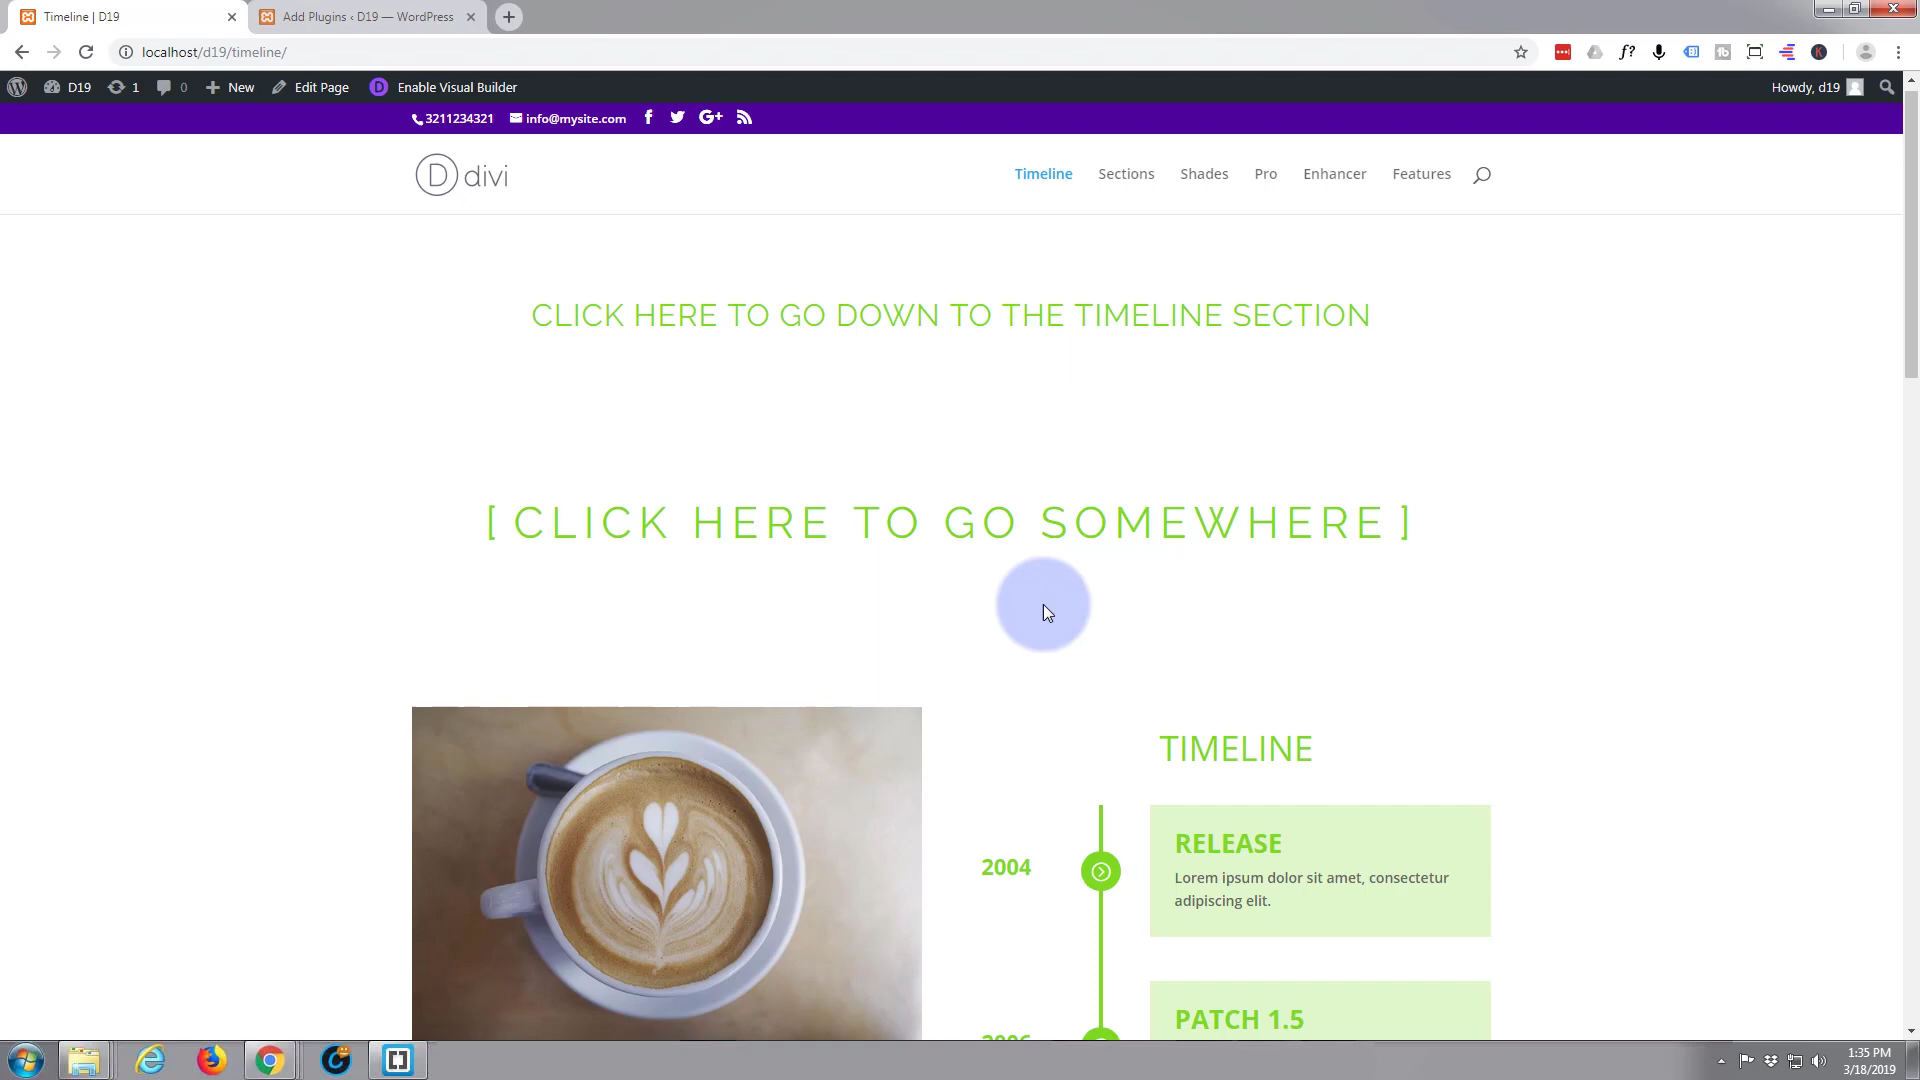 Timeline | D19
Add Plugins ‹ D19 — WordPress
localhost/d19/timeline/
D19 1 0 New Edit Page Enable Visual Builder Howdy, d19
3211234321 info@mysite.com G+
D divi
Timeline Sections Shades Pro Enhancer Features
CLICK HERE TO GO DOWN TO THE TIMELINE SECTION
[ CLICK HERE TO GO SOMEWHERE ]
TIMELINE
2004
RELEASE
Lorem ipsum dolor sit amet, consectetur
adipiscing elit.
PATCH 1.5
1:35 PM
3/18/2019